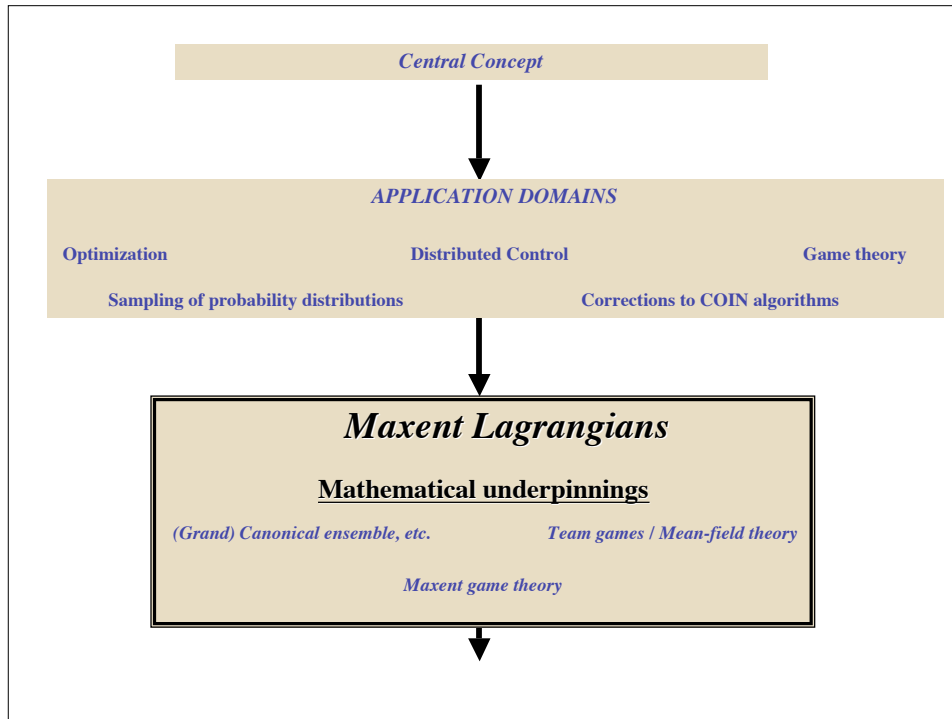 Central Concept
APPLICATION DOMAINS
Optimization Distributed Control Game theory
Sampling of probability distributions Corrections to COIN algorithms
Maxent Lagrangians
Mathematical underpinnings
(Grand) Canonical ensemble, etc. Team games / Mean-field theory
Maxent game theory